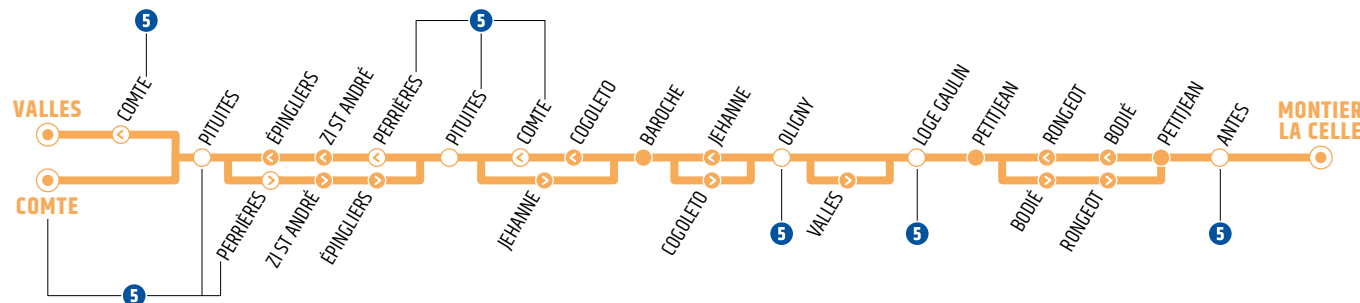 5
5
VALLES
COMTE
COMTE
PITUITES
ÉPINGLIERS
ZI ST ANDRÉ
PERRIÈRES
PITUITES
COMTE
COGOLETO
BAROCHE
JEHANNE
OLIGNY
LOGE GAULIN
PETITJEAN
RONGEOT
BODIÉ
PETITJEAN
ANTES
MONTIER
LA CELLE
PERRIÈRES
ZI ST ANDRÉ
ÉPINGLIERS
JEHANNE
COGOLETO
VALLES
BODIÉ
RONGEOT
5
5
5
5